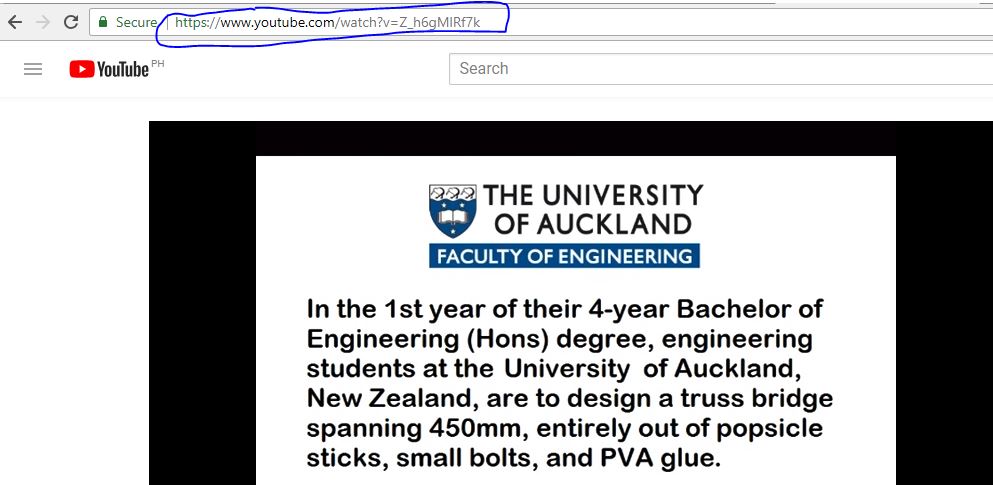 Secure https://www.youtube.com/watch?v=Z_h6gMIRf7k
YouTube PH
Search
THE UNIVERSITY
OF AUCKLAND
FACULTY OF ENGINEERING
In the 1st year of their 4-year Bachelor of
Engineering (Hons) degree, engineering
students at the University of Auckland,
New Zealand, are to design a truss bridge
spanning 450mm, entirely out of popsicle
sticks, small bolts, and PVA glue.